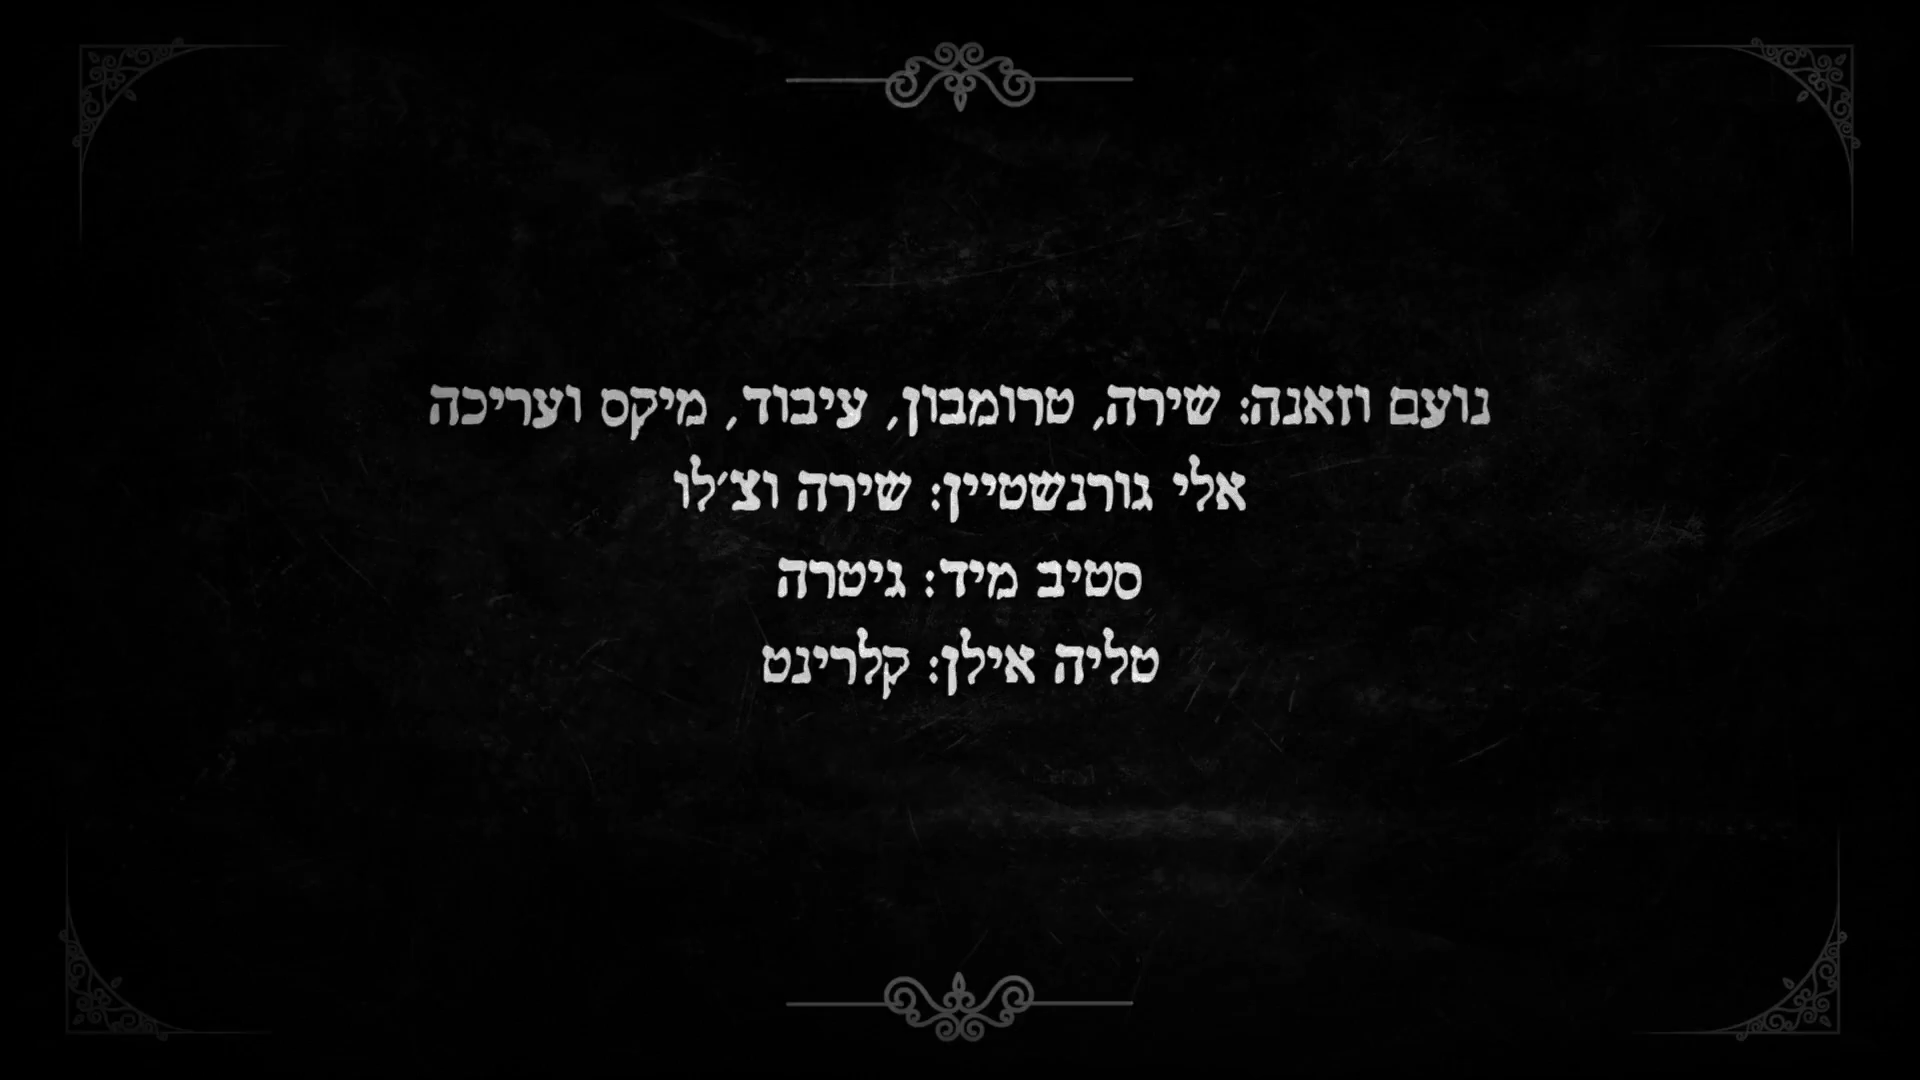 נועם וזאנה: שירה, טרומבון, עיבוד, מיקס ועריכה
אלי גורנשטיין: שירה וצ׳לו
סטיב מיד: גיטרה
טליה אילן: קלרינט